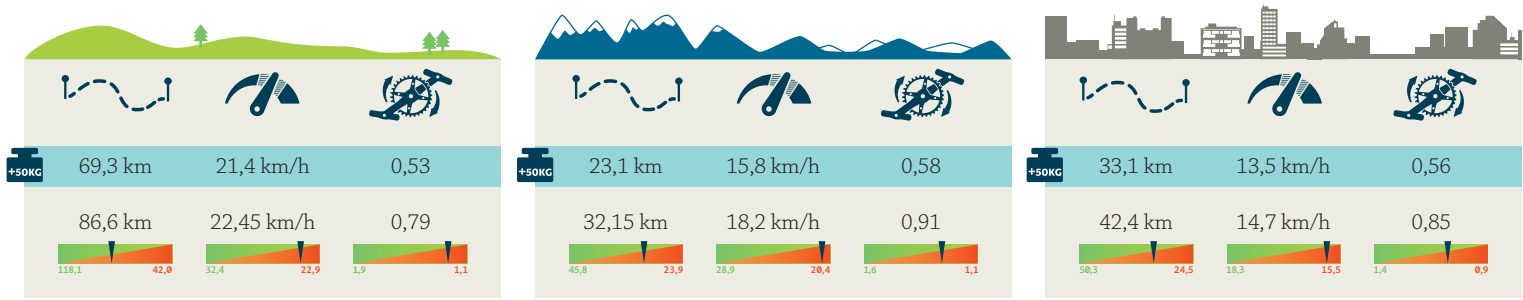 +50KG 69,3 km 21,4 km/h 0,53
86,6 km 22,45 km/h 0,79
118,1 42,0 32,4 22,9 1,9 1,1
+50KG 23,1 km 15,8 km/h 0,58
32,15 km 18,2 km/h 0,91
45,8 23,9 28,9 20,4 1,6 1,1
+50KG 33,1 km 13,5 km/h 0,56
42,4 km 14,7 km/h 0,85
50,3 24,5 18,3 15,5 1,4 0,9